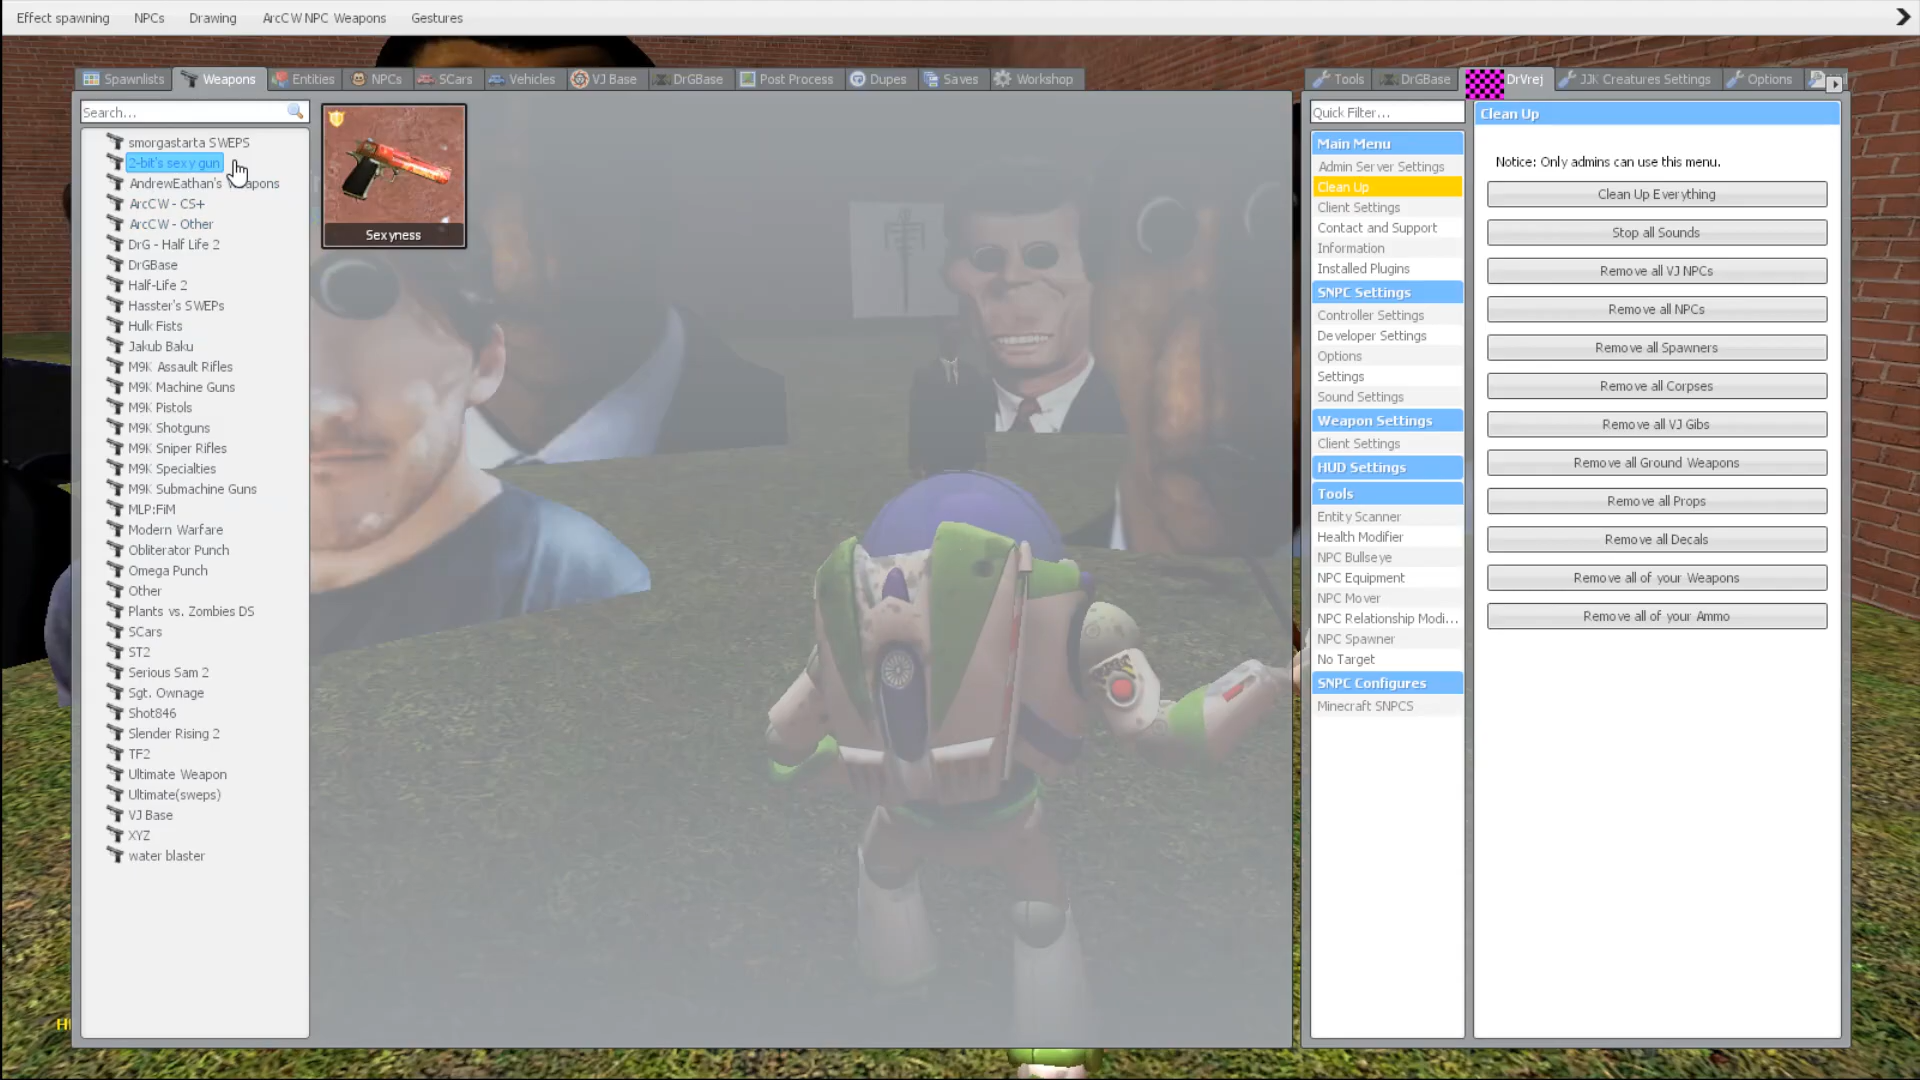 Effect spawning NPCs Drawing ArcCW NPC Weapons Gestures
Spawnlists Weapons Entities NPCs SCars Vehicles VJ Base DrGBase Post Process Dupes Saves Workshop
Search...
smorgastarta SWEPS
2-bit's sexy gun
AndrewEathan's Weapons
ArcCW - CS+
ArcCW - Other
DrG - Half Life 2
DrGBase
Half-Life 2
Hasster's SWEPs
Hulk Fists
Jakub Baku
M9K Assault Rifles
M9K Machine Guns
M9K Pistols
M9K Shotguns
M9K Sniper Rifles
M9K Specialties
M9K Submachine Guns
MLP:FiM
Modern Warfare
Obliterator Punch
Omega Punch
Other
Plants vs. Zombies DS
SCars
ST2
Serious Sam 2
Sgt. Ownage
Shot846
Slender Rising 2
TF2
Ultimate Weapon
Ultimate(sweps)
VJ Base
XYZ
water blaster
Sexyness
Tools DrGBase DrVrej JJK Creatures Settings Options
Quick Filter...
Main Menu
Admin Server Settings
Clean Up
Client Settings
Contact and Support
Information
Installed Plugins
SNPC Settings
Controller Settings
Developer Settings
Options
Settings
Sound Settings
Weapon Settings
Client Settings
HUD Settings
Tools
Entity Scanner
Health Modifier
NPC Bullseye
NPC Equipment
NPC Mover
NPC Relationship Modi...
NPC Spawner
No Target
SNPC Configures
Minecraft SNPCS
Clean Up
Notice: Only admins can use this menu.
Clean Up Everything
Stop all Sounds
Remove all VJ NPCs
Remove all NPCs
Remove all Spawners
Remove all Corpses
Remove all VJ Gibs
Remove all Ground Weapons
Remove all Props
Remove all Decals
Remove all of your Weapons
Remove all of your Ammo